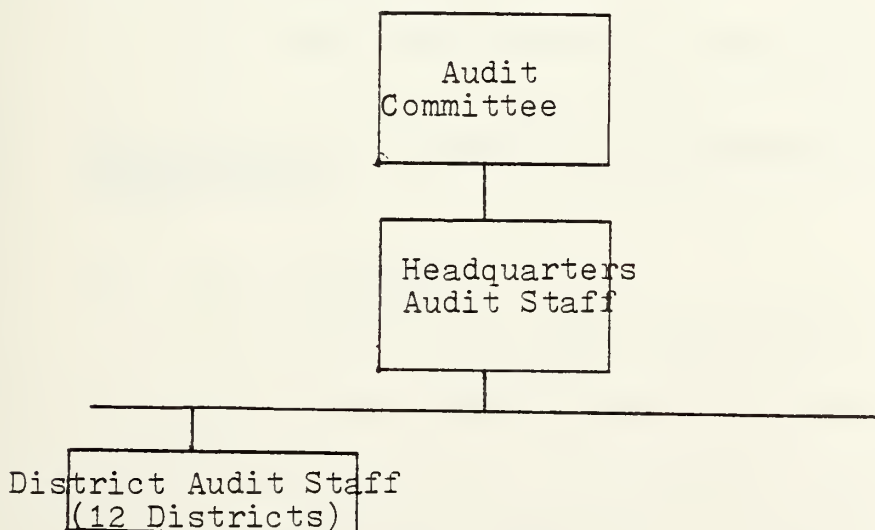 Audit
Committee
Headquarters
Audit Staff
District Audit Staff
(12 Districts)